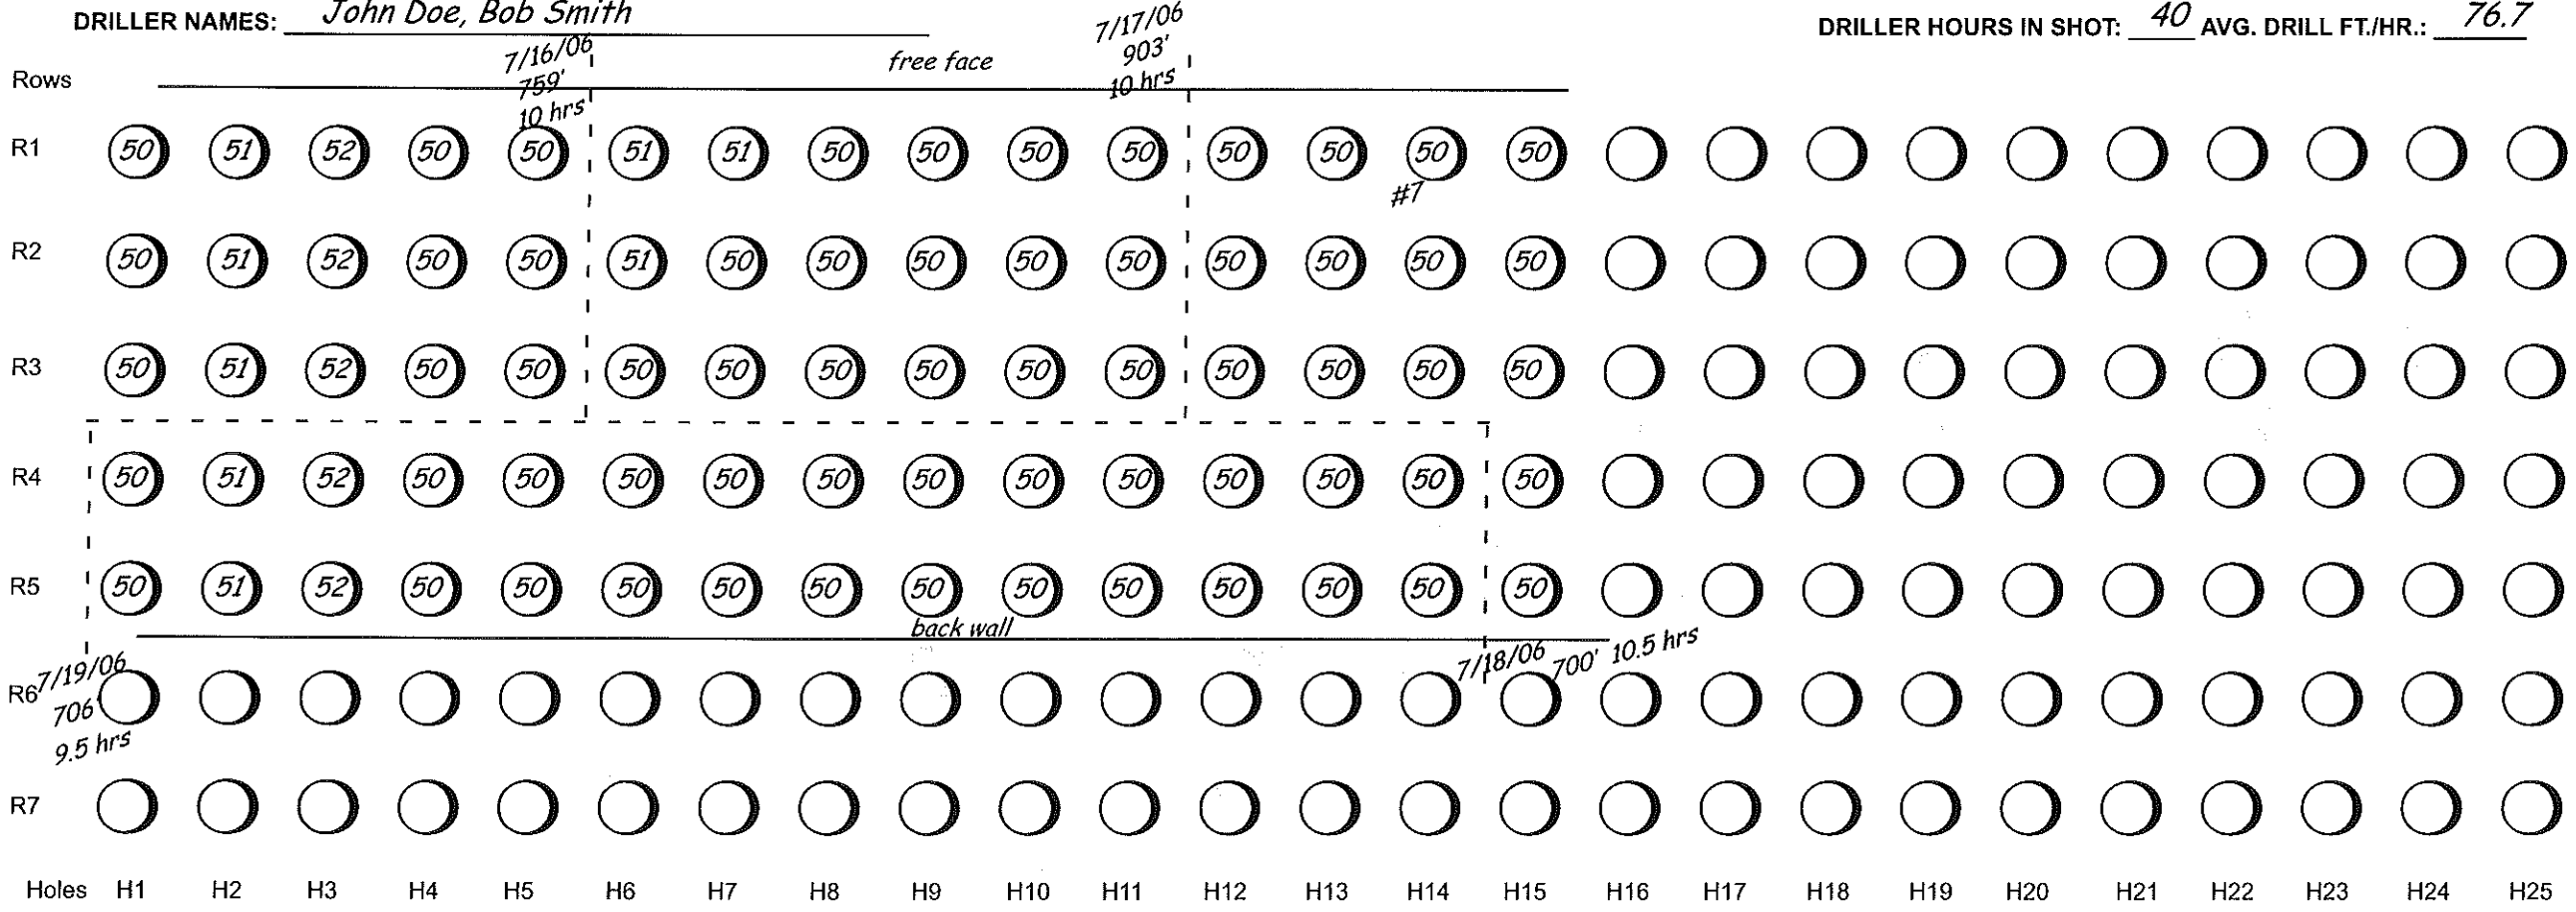 DRILLER NAMES: John Doe, Bob Smith DRILLER HOURS IN SHOT: 40 AVG. DRILL FT./HR.: 76.7
7/16/06
759'
10 hrs
free face
7/17/06
903'
10 hrs
Rows
R1 50 51 52 50 50 51 51 50 50 50 50 50 50 50 50
#7
R2 50 51 52 50 50 51 50 50 50 50 50 50 50 50 50
R3 50 51 52 50 50 50 50 50 50 50 50 50 50 50 50
R4 50 51 52 50 50 50 50 50 50 50 50 50 50 50 50
R5 50 51 52 50 50 50 50 50 50 50 50 50 50 50 50
back wall
7/18/06 700' 10.5 hrs
R6 7/19/06
706'
9.5 hrs
R7
Holes H1 H2 H3 H4 H5 H6 H7 H8 H9 H10 H11 H12 H13 H14 H15 H16 H17 H18 H19 H20 H21 H22 H23 H24 H25